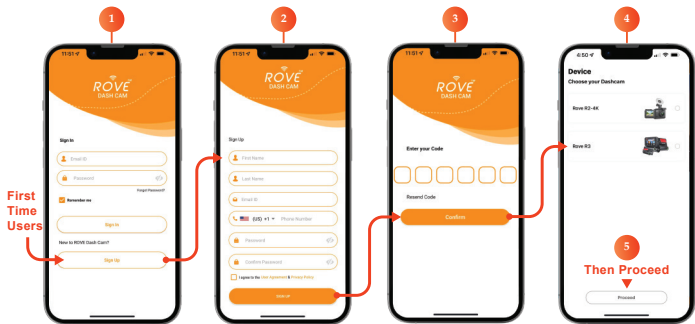 1
2
3
4
11:51
ROVE
DASH CAM
Sign In
Email ID
Password
Forgot Password?
Remember me
Sign In
New to ROVE Dash Cam?
Sign Up
First
Time
Users
11:51
ROVE
DASH CAM
Sign Up
First Name
Last Name
Email ID
(US) +1 Phone Number
Password
Confirm Password
I agree to the User Agreement & Privacy Policy
SIGN UP
11:51
ROVE
DASH CAM
Enter your Code
Resend Code
Confirm
4:50
Device
Choose your Dashcam
Rove R2-4K
Rove R3
5
Then Proceed
Proceed